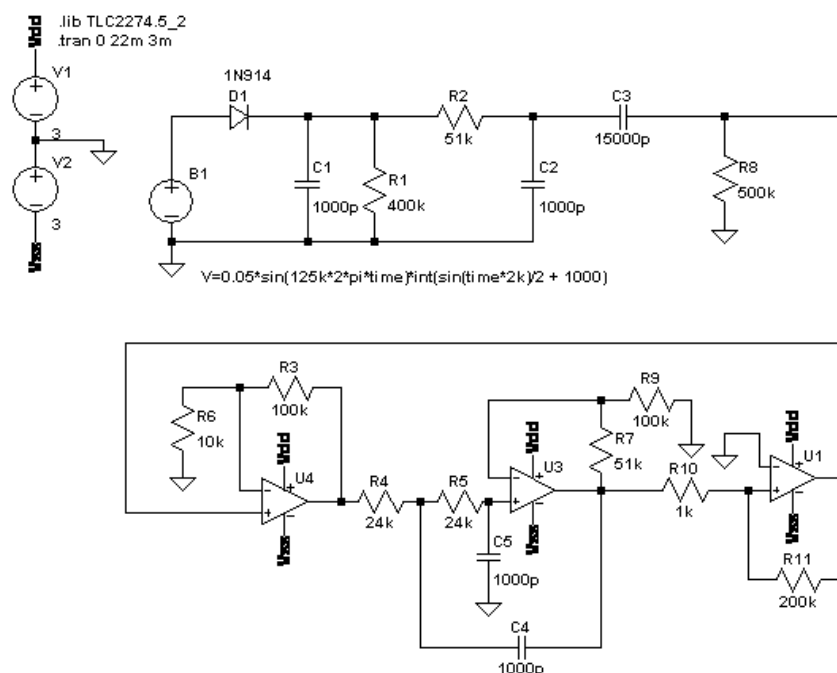 .lib TLC2274.5_2
.tran 0 22m 3m
Vdd
V1
3
V2
3
Vss
1N914
D1
B1
C1
1000p
R1
400k
R2
51k
C2
1000p
C3
15000p
R8
500k
V=0.05*sin(125k*2*pi*time)*int(sin(time*2k)/2 + 1000)
R3
100k
R6
10k
Vdd
U4
Vss
R4
24k
R5
24k
C5
1000p
C4
1000p
Vdd
U3
Vss
R9
100k
R7
51k
R10
1k
Vdd
U1
Vss
R11
200k